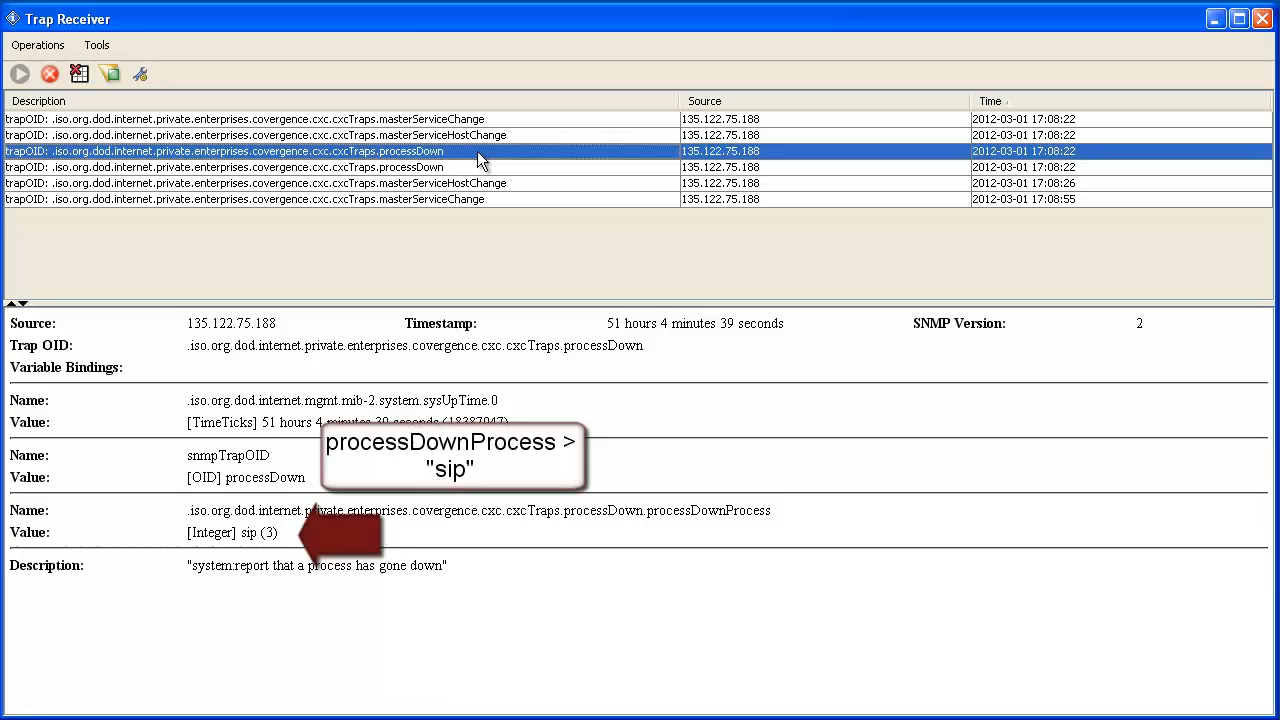 Trap Receiver
Operations Tools
Description Source Time
trapOID: .iso.org.dod.internet.private.enterprises.covergence.cxc.cxcTraps.masterServiceChange 135.122.75.188 2012-03-01 17:08:22
trapOID: .iso.org.dod.internet.private.enterprises.covergence.cxc.cxcTraps.masterServiceHostChange 135.122.75.188 2012-03-01 17:08:22
trapOID: .iso.org.dod.internet.private.enterprises.covergence.cxc.cxcTraps.processDown 135.122.75.188 2012-03-01 17:08:22
trapOID: .iso.org.dod.internet.private.enterprises.covergence.cxc.cxcTraps.processDown 135.122.75.188 2012-03-01 17:08:22
trapOID: .iso.org.dod.internet.private.enterprises.covergence.cxc.cxcTraps.masterServiceHostChange 135.122.75.188 2012-03-01 17:08:26
trapOID: .iso.org.dod.internet.private.enterprises.covergence.cxc.cxcTraps.masterServiceChange 135.122.75.188 2012-03-01 17:08:55
Source: 135.122.75.188 Timestamp: 51 hours 4 minutes 39 seconds SNMP Version: 2
Trap OID: .iso.org.dod.internet.private.enterprises.covergence.cxc.cxcTraps.processDown
Variable Bindings:
Name: .iso.org.dod.internet.mgmt.mib-2.system.sysUpTime.0
Value: [TimeTicks] 51 hours 4 minutes 39 seconds
processDownProcess >
"sip"
Name: snmpTrapOID
Value: [OID] processDown
Name: .iso.org.dod.internet.private.enterprises.covergence.cxc.cxcTraps.processDown.processDownProcess
Value: [Integer] sip (3)
Description: "system:report that a process has gone down"